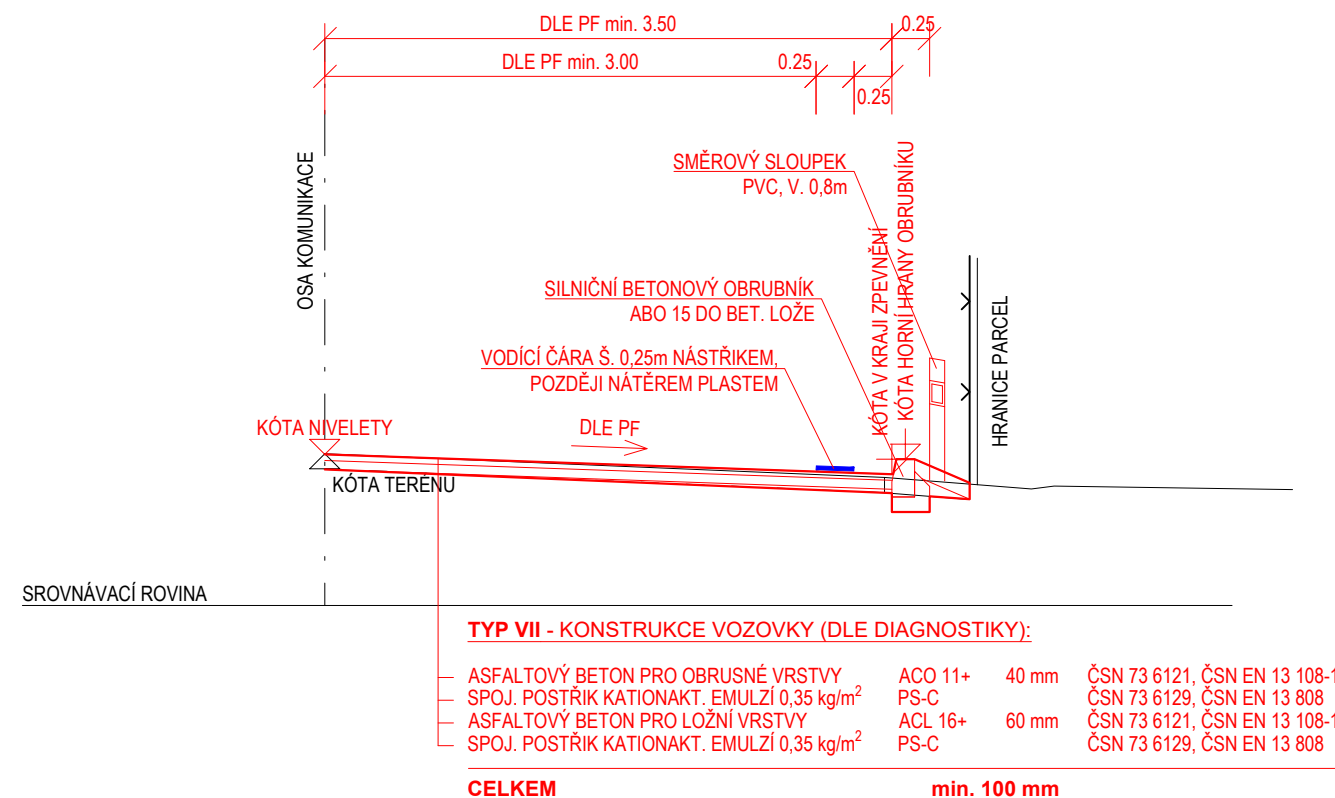 DLE PF min. 3.50
0.25
DLE PF min. 3.00
0.25
0.25
OSA KOMUNIKACE
SMĚROVÝ SLOUPEK
PVC, V. 0,8m
KÓTA V KRAJI ZPEVNĚNÍ
KÓTA HORNÍ HRANY OBRUBNÍKU
SILNIČNÍ BETONOVÝ OBRUBNÍK
ABO 15 DO BET. LOŽE
HRANICE PARCEL
VODÍCÍ ČÁRA Š. 0,25m NÁSTŘIKEM,
POZDĚJI NÁTĚREM PLASTEM
KÓTA NIVELETY
DLE PF
KÓTA TERÉNU
SROVNÁVACÍ ROVINA
TYP VII - KONSTRUKCE VOZOVKY (DLE DIAGNOSTIKY):
ASFALTOVÝ BETON PRO OBRUSNÉ VRSTVY ACO 11+ 40 mm ČSN 73 6121, ČSN EN 13 108-1
SPOJ. POSTŘIK KATIONAKT. EMULZÍ 0,35 kg/m² PS-C ČSN 73 6129, ČSN EN 13 808
ASFALTOVÝ BETON PRO LOŽNÍ VRSTVY ACL 16+ 60 mm ČSN 73 6121, ČSN EN 13 108-1
SPOJ. POSTŘIK KATIONAKT. EMULZÍ 0,35 kg/m² PS-C ČSN 73 6129, ČSN EN 13 808
CELKEM min. 100 mm